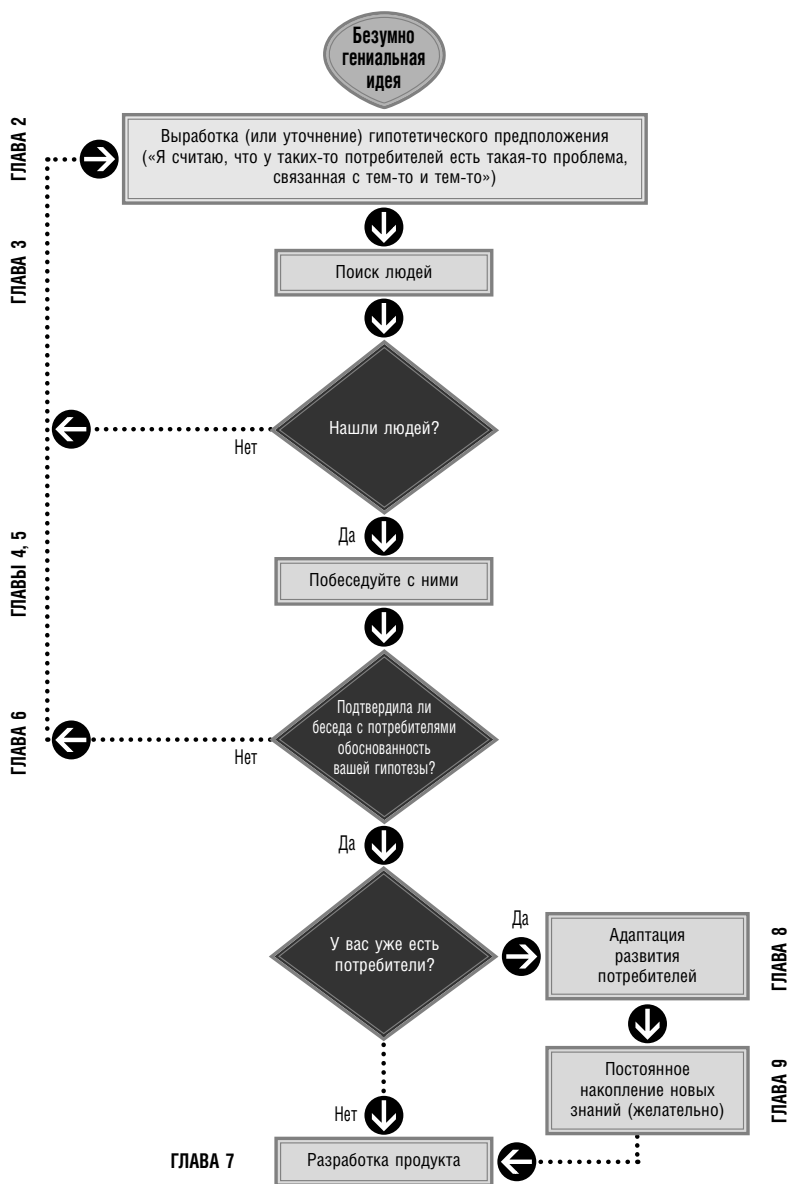 Безумно
гениальная
идея
ГЛАВА 2
Выработка (или уточнение) гипотетического предположения
(«Я считаю, что у таких-то потребителей есть такая-то проблема,
связанная с тем-то и тем-то»)
ГЛАВА 3
Поиск людей
Нашли людей?
Нет
Да
ГЛАВЫ 4, 5
Побеседуйте с ними
ГЛАВА 6
Подтвердила ли
беседа с потребителями
обоснованность
вашей гипотезы?
Нет
Да
У вас уже есть
потребители?
Да
Адаптация
развития
потребителей
ГЛАВА 8
Постоянное
накопление новых
знаний (желательно)
ГЛАВА 9
Нет
ГЛАВА 7
Разработка продукта